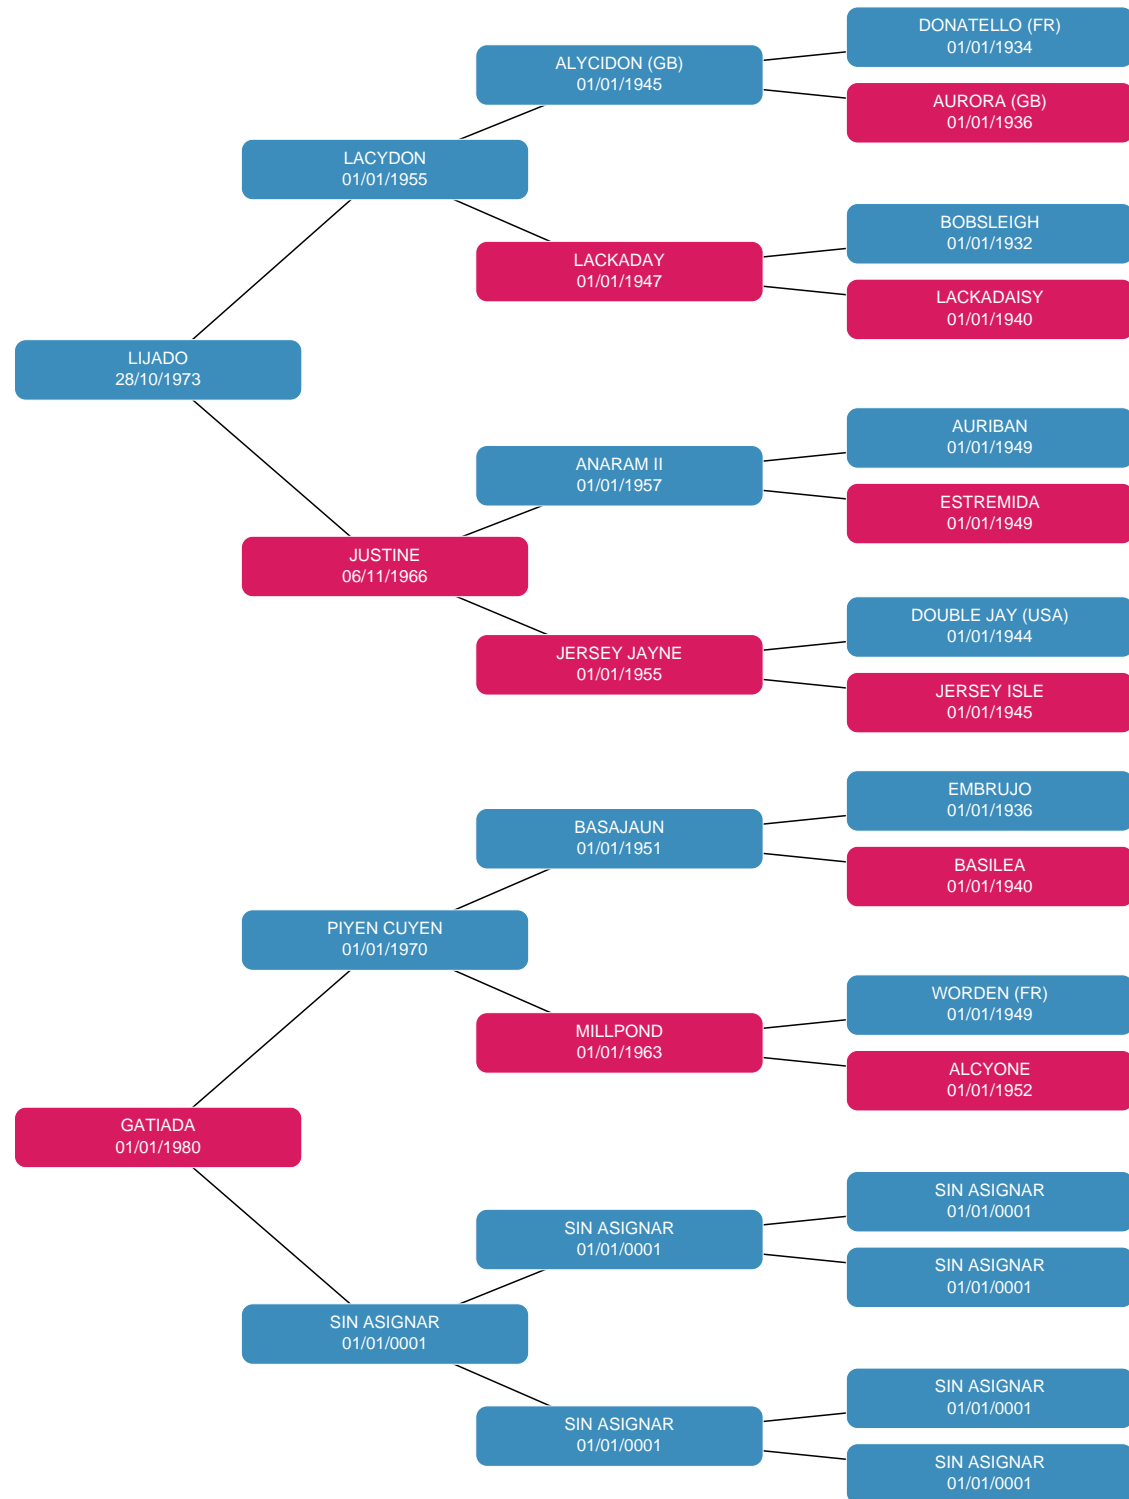 DONATELLO (FR)
01/01/1934
ALYCIDON (GB)
01/01/1945
AURORA (GB)
01/01/1936
LACYDON
01/01/1955
BOBSLEIGH
01/01/1932
LACKADAY
01/01/1947
LACKADAISY
01/01/1940
LIJADO
28/10/1973
AURIBAN
01/01/1949
ANARAM II
01/01/1957
ESTREMIDA
01/01/1949
JUSTINE
06/11/1966
DOUBLE JAY (USA)
01/01/1944
JERSEY JAYNE
01/01/1955
JERSEY ISLE
01/01/1945
EMBRUJO
01/01/1936
BASAJAUN
01/01/1951
BASILEA
01/01/1940
PIYEN CUYEN
01/01/1970
WORDEN (FR)
01/01/1949
MILLPOND
01/01/1963
ALCYONE
01/01/1952
GATIADA
01/01/1980
SIN ASIGNAR
01/01/0001
SIN ASIGNAR
01/01/0001
SIN ASIGNAR
01/01/0001
SIN ASIGNAR
01/01/0001
SIN ASIGNAR
01/01/0001
SIN ASIGNAR
01/01/0001
SIN ASIGNAR
01/01/0001